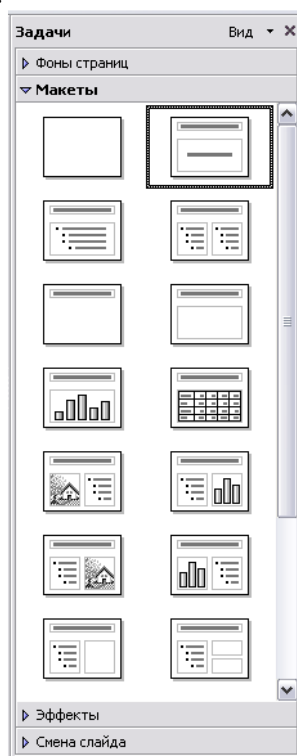 Задачи Вид
Фоны страниц
Макеты
Эффекты
Смена слайда